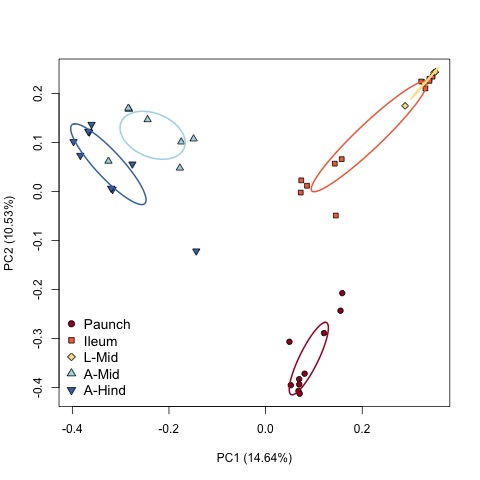 0.2
0.1
0.0
-0.1
-0.2
-0.3
-0.4
PC2 (10.53%)
Paunch
Ileum
L-Mid
A-Mid
A-Hind
-0.4 -0.2 0.0 0.2
PC1 (14.64%)